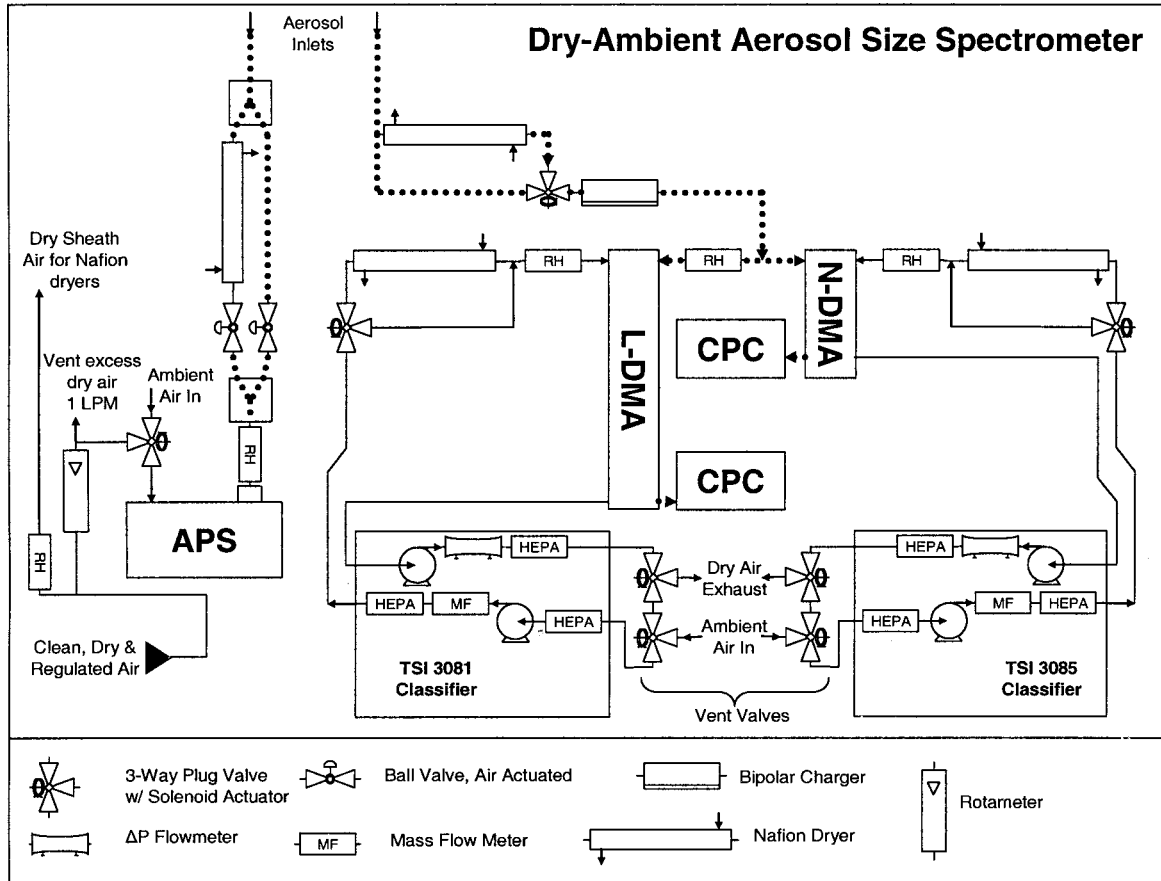 Aerosol
Inlets
Dry-Ambient Aerosol Size Spectrometer
Dry Sheath
Air for Nafion
dryers
Vent excess
dry air
1 LPM
Ambient
Air In
RH
RH
APS
Clean, Dry &
Regulated Air
RH
RH
RH
L-DMA
N-DMA
CPC
CPC
HEPA
HEPA
MF
HEPA
TSI 3081
Classifier
Dry Air
Exhaust
Ambient
Air In
Vent Valves
HEPA
HEPA
MF
HEPA
TSI 3085
Classifier
3-Way Plug Valve
w/ Solenoid Actuator
Ball Valve, Air Actuated
Bipolar Charger
Rotameter
ΔP Flowmeter
MF
Mass Flow Meter
Nafion Dryer